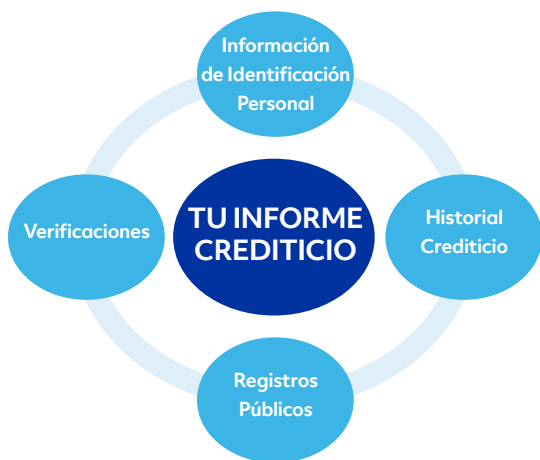 Información
de Identificación
Personal
Verificaciones
TU INFORME
CREDITICIO
Historial
Crediticio
Registros
Públicos